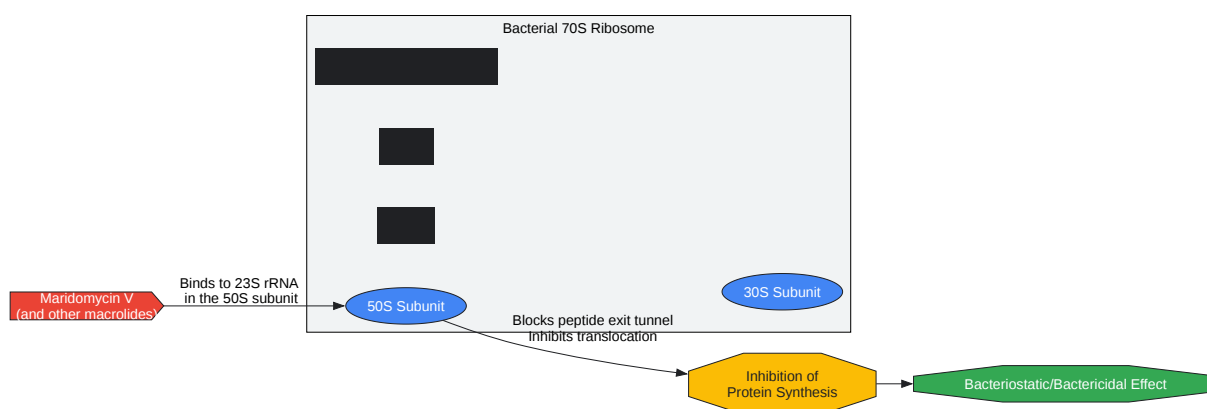 Bacterial 70S Ribosome
Binds to 23S rRNA
in the 50S subunit
Maridomycin V
(and other macrolides)
50S Subunit
30S Subunit
Blocks peptide exit tunnel
Inhibits translocation
Inhibition of
Protein Synthesis
Bacteriostatic/Bactericidal Effect